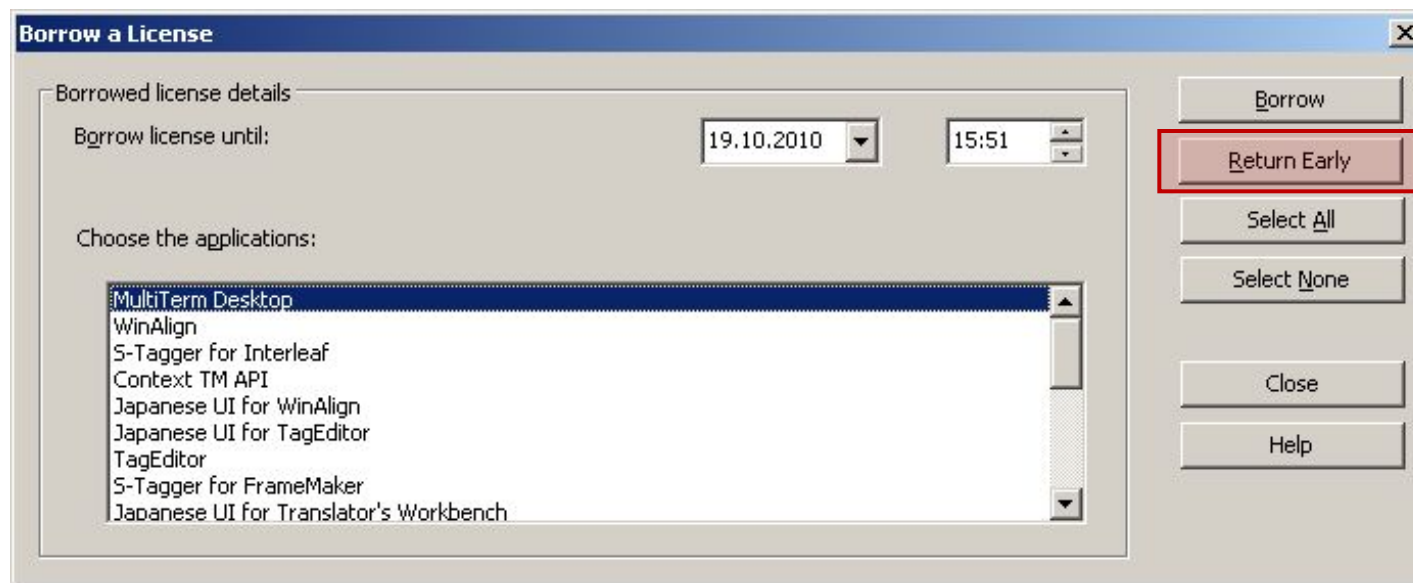 Borrow a License
Borrowed license details
Borrow license until:
19.10.2010
15:51
Choose the applications:
MultiTerm Desktop
WinAlign
S-Tagger for Interleaf
Context TM API
Japanese UI for WinAlign
Japanese UI for TagEditor
TagEditor
S-Tagger for FrameMaker
Japanese UI for Translator's Workbench
Borrow
Return Early
Select All
Select None
Close
Help